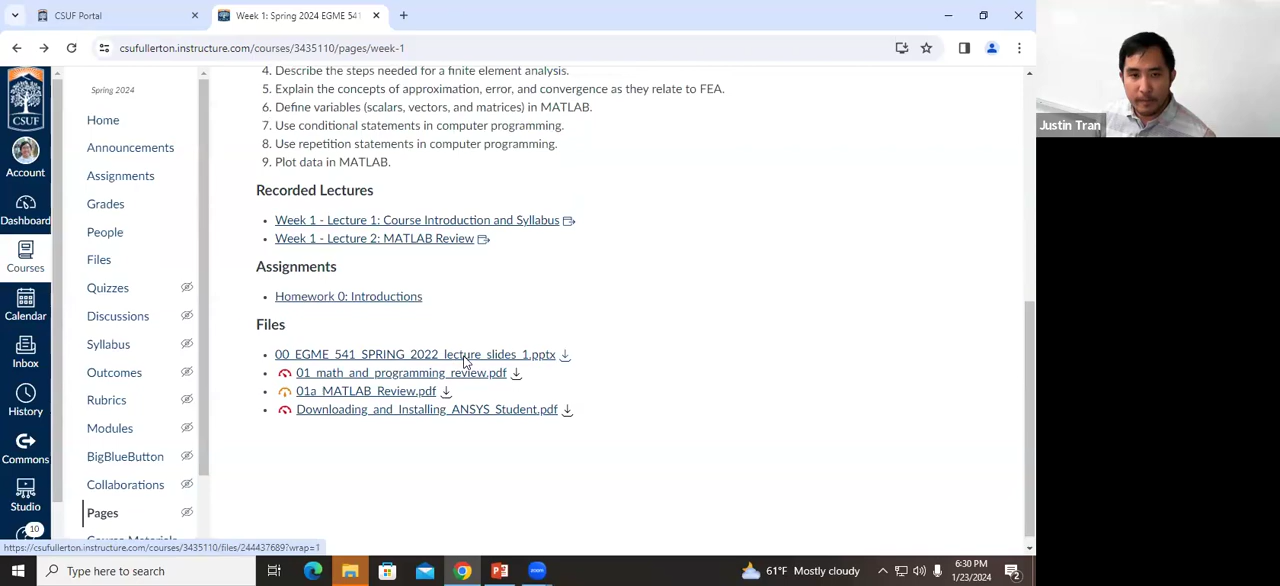 CSUF Portal
Week 1: Spring 2024 EGME 541
csufullerton.instructure.com/courses/3435110/pages/week-1
CSUF
Account
Dashboard
Courses
Calendar
Inbox
History
Commons
Studio
10
Spring 2024
Home
Announcements
Assignments
Grades
People
Files
Quizzes
Discussions
Syllabus
Outcomes
Rubrics
Modules
BigBlueButton
Collaborations
Pages
4. Describe the steps needed for a finite element analysis.
5. Explain the concepts of approximation, error, and convergence as they relate to FEA.
6. Define variables (scalars, vectors, and matrices) in MATLAB.
7. Use conditional statements in computer programming.
8. Use repetition statements in computer programming.
9. Plot data in MATLAB.
Recorded Lectures
Week 1 - Lecture 1: Course Introduction and Syllabus
Week 1 - Lecture 2: MATLAB Review
Assignments
Homework 0: Introductions
Files
00_EGME_541_SPRING_2022_lecture_slides_1.pptx
01_math_and_programming_review.pdf
01a_MATLAB_Review.pdf
Downloading_and_Installing_ANSYS_Student.pdf
https://csufullerton.instructure.com/courses/3435110/files/244437689?wrap=1
Justin Tran
Type here to search
zoom
61°F Mostly cloudy
6:30 PM
1/23/2024
2